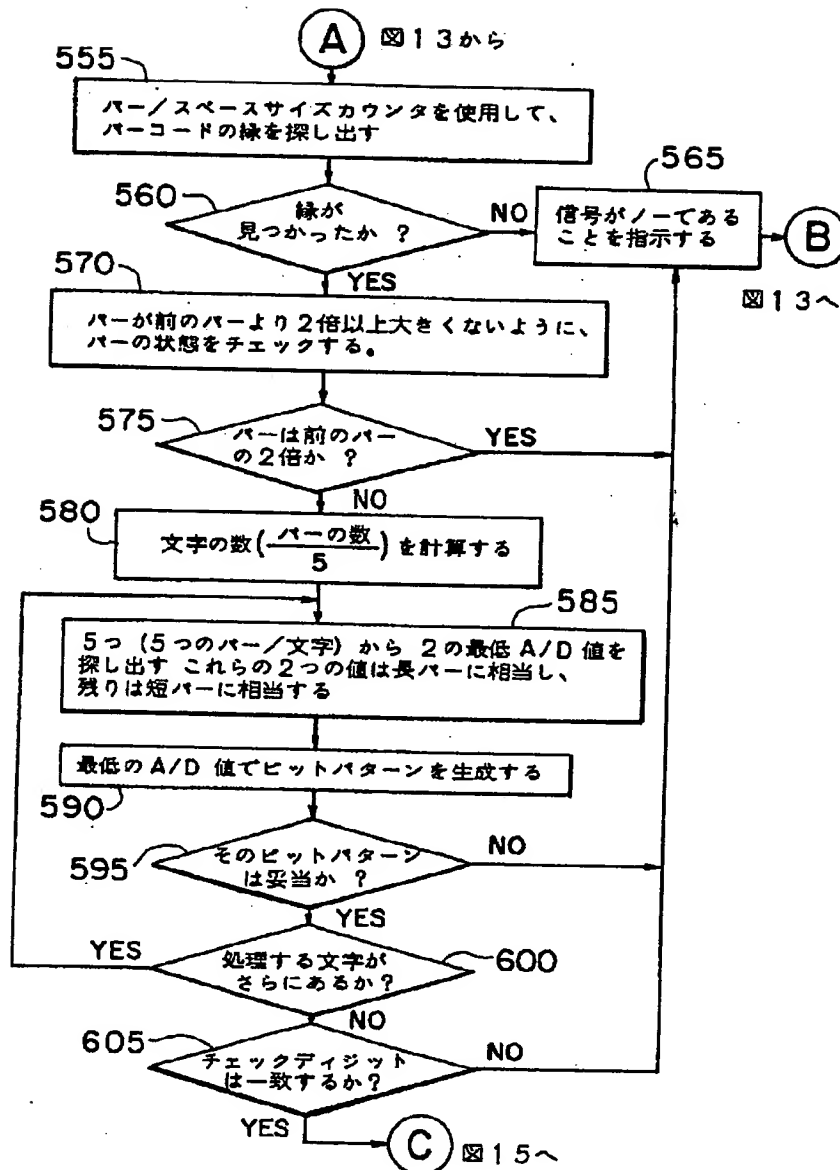 A 図13から
555
バー/スペースサイズカウンタを使用して、
バーコードの縁を探し出す
560
縁が
見つかったか ?
NO
565
信号がノーである
ことを指示する
B
図13へ
YES
570
バーが前のバーより2倍以上大きくないように、
バーの状態をチェックする。
575
バーは前のバー
の2倍か ?
YES
NO
580
文字の数(バーの数/5)を計算する
585
5つ (5つのバー/文字) から 2の最低 A/D 値を
探し出す これらの2つの値は長バーに相当し、
残りは短バーに相当する
最低のA/D 値でビットパターンを生成する
590
595
そのビットパターン
は妥当か ?
NO
YES
YES
処理する文字が
さらにあるか?
600
NO
605
チェックディジット
は一致するか?
NO
YES
C 図15へ